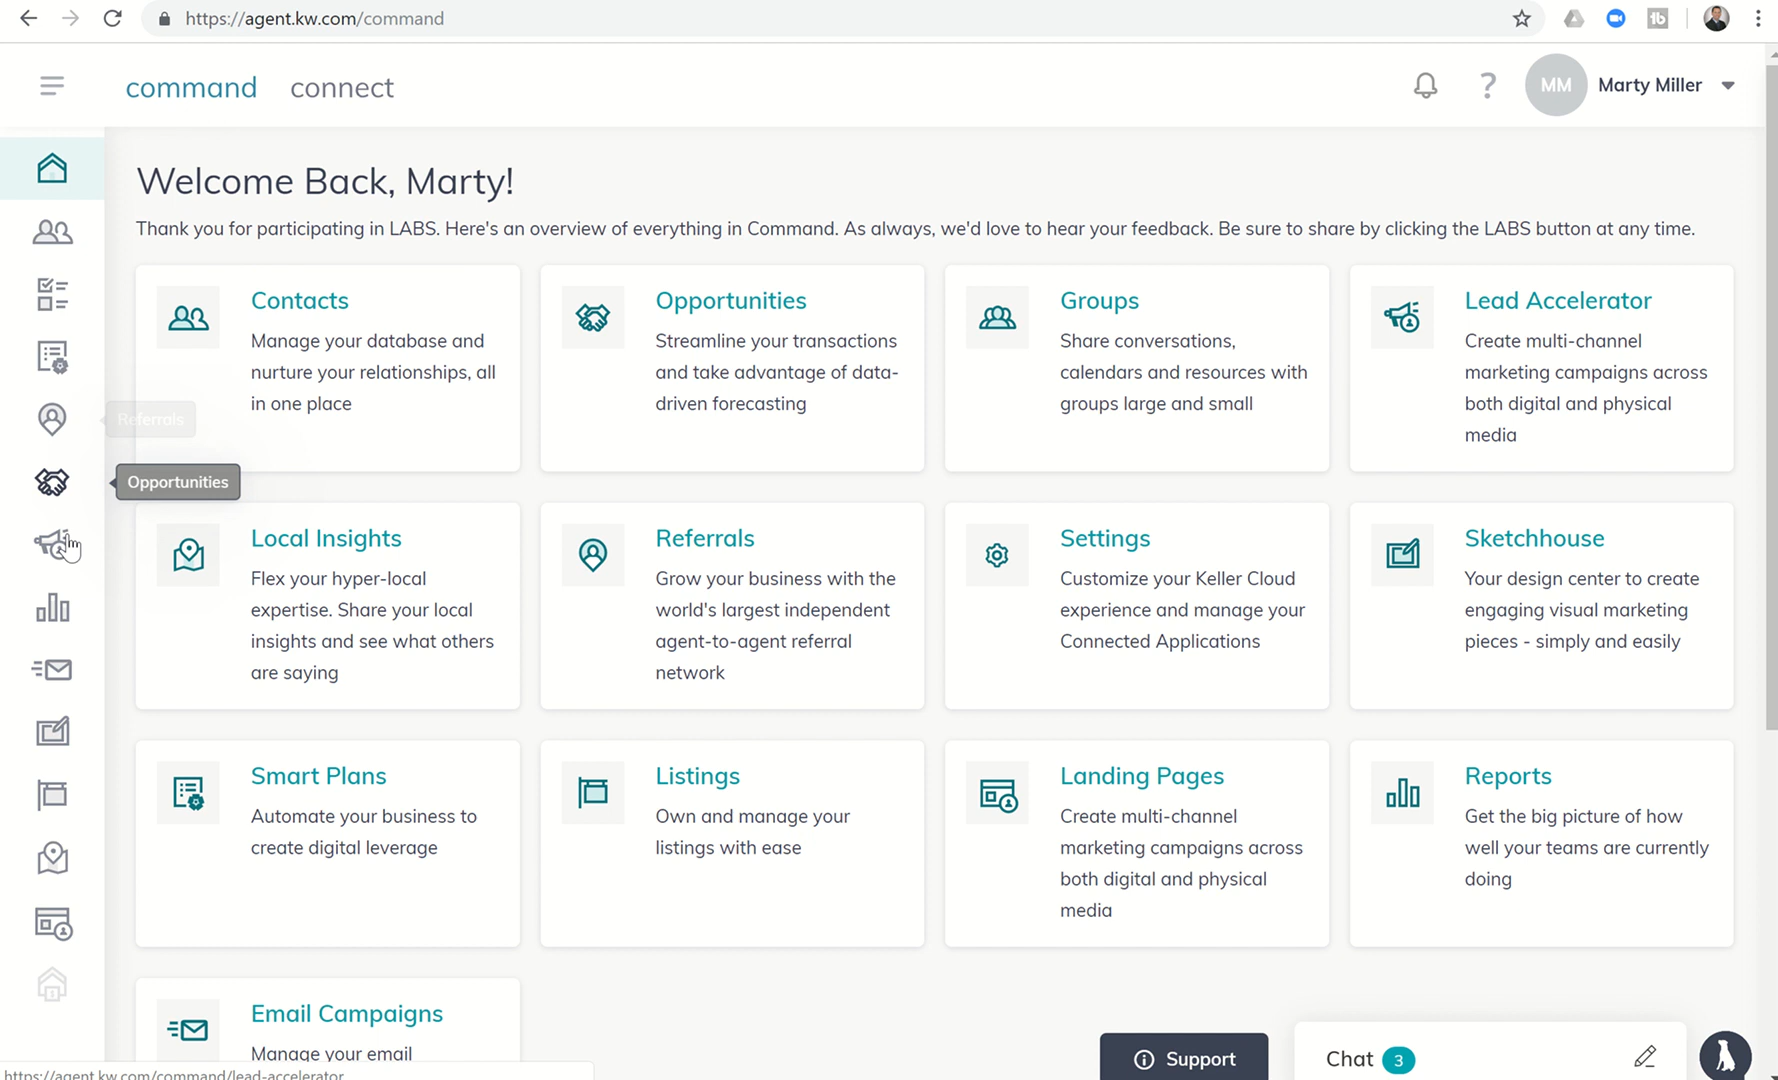 https://agent.kw.com/command
command connect
MM Marty Miller
Welcome Back, Marty!
Thank you for participating in LABS. Here's an overview of everything in Command. As always, we'd love to hear your feedback. Be sure to share by clicking the LABS button at any time.
Contacts
Manage your database and
nurture your relationships, all
in one place
Opportunities
Streamline your transactions
and take advantage of data-
driven forecasting
Groups
Share conversations,
calendars and resources with
groups large and small
Lead Accelerator
Create multi-channel
marketing campaigns across
both digital and physical
media
Referrals
Opportunities
Local Insights
Flex your hyper-local
expertise. Share your local
insights and see what others
are saying
Referrals
Grow your business with the
world's largest independent
agent-to-agent referral
network
Settings
Customize your Keller Cloud
experience and manage your
Connected Applications
Sketchhouse
Your design center to create
engaging visual marketing
pieces - simply and easily
Smart Plans
Automate your business to
create digital leverage
Listings
Own and manage your
listings with ease
Landing Pages
Create multi-channel
marketing campaigns across
both digital and physical
media
Reports
Get the big picture of how
well your teams are currently
doing
Email Campaigns
Manage your email
Support
Chat 3
https://agent.kw.com/command/lead-accelerator